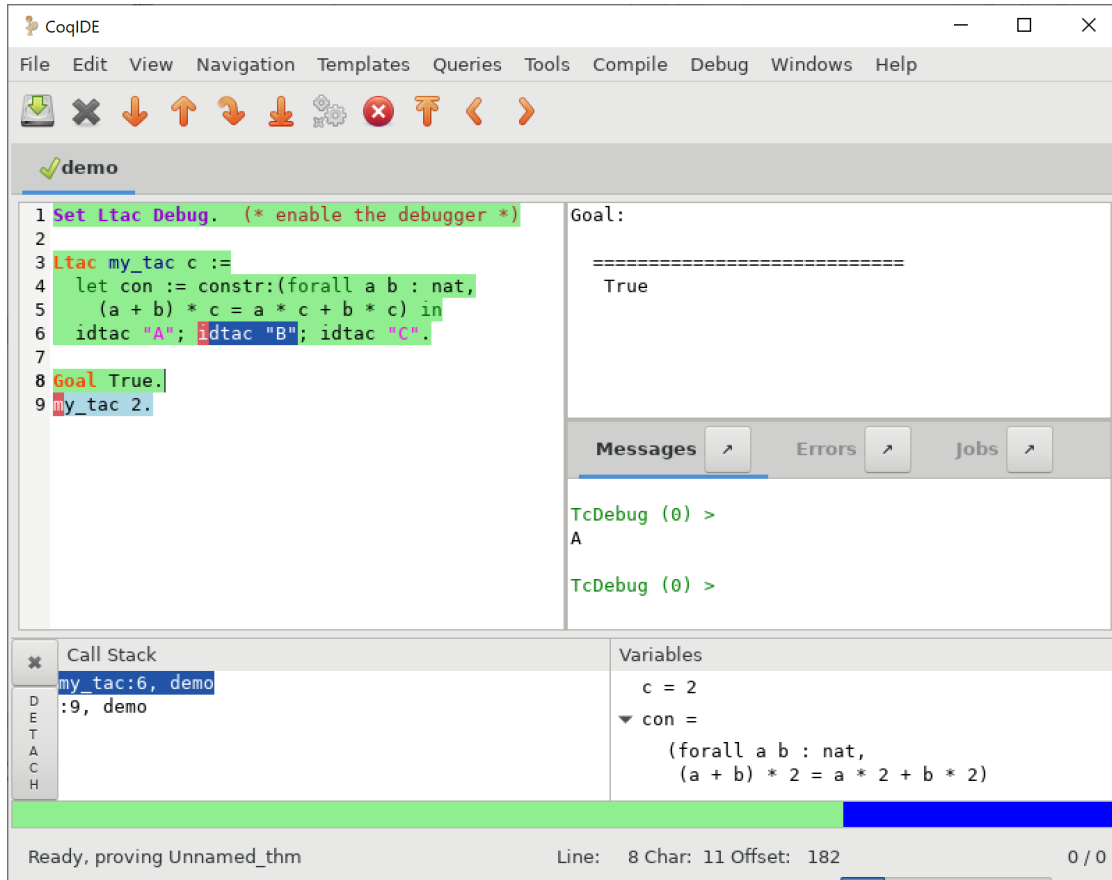 CoqIDE
File Edit View Navigation Templates Queries Tools Compile Debug Windows Help
demo
1 Set Ltac Debug.  (* enable the debugger *)
2
3 Ltac my_tac c :=
4   let con := constr:(forall a b : nat,
5     (a + b) * c = a * c + b * c) in
6   idtac "A"; idtac "B"; idtac "C".
7
8 Goal True.
9 my_tac 2.
Goal:
============================
True
Messages ↗ Errors ↗ Jobs ↗
TcDebug (0) >
A
TcDebug (0) >
DETACH
Call Stack
my_tac:6, demo
:9, demo
Variables
c = 2
con =
(forall a b : nat,
(a + b) * 2 = a * 2 + b * 2)
Ready, proving Unnamed_thm
Line: 8 Char: 11 Offset: 182
0 / 0